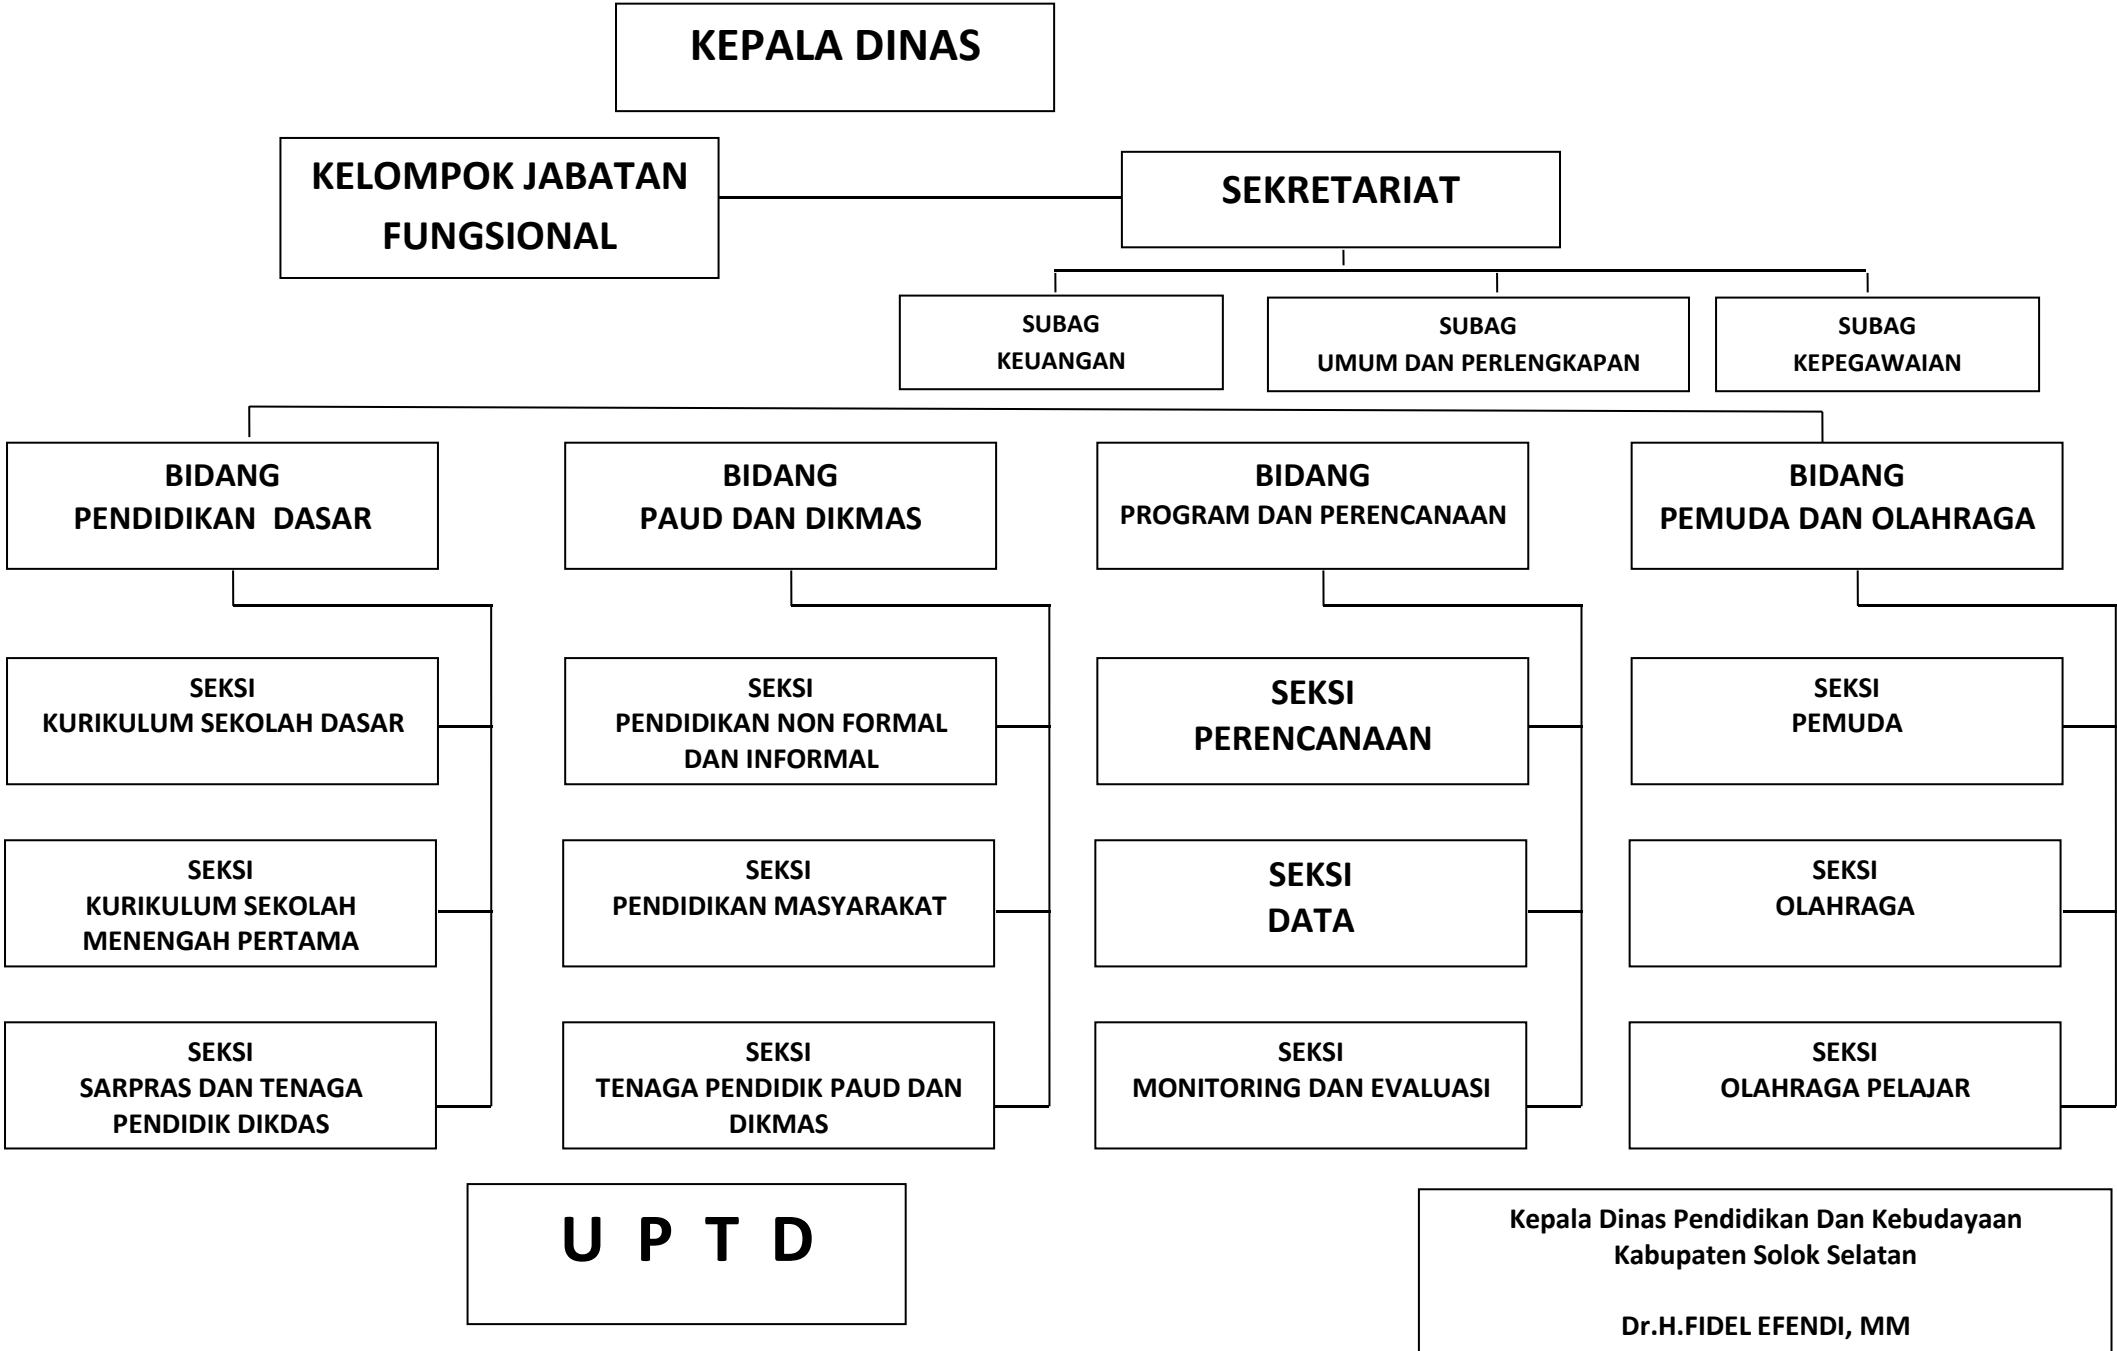 KEPALA DINAS
KELOMPOK JABATAN
FUNGSIONAL
SEKRETARIAT
SUBAG
KEUANGAN
SUBAG
UMUM DAN PERLENGKAPAN
SUBAG
KEPEGAWAIAN
BIDANG
PENDIDIKAN  DASAR
BIDANG
PAUD DAN DIKMAS
BIDANG
PROGRAM DAN PERENCANAAN
BIDANG
PEMUDA DAN OLAHRAGA
SEKSI
KURIKULUM SEKOLAH DASAR
SEKSI
PENDIDIKAN NON FORMAL
DAN INFORMAL
SEKSI
PERENCANAAN
SEKSI
PEMUDA
SEKSI
KURIKULUM SEKOLAH
MENENGAH PERTAMA
SEKSI
PENDIDIKAN MASYARAKAT
SEKSI
DATA
SEKSI
OLAHRAGA
SEKSI
SARPRAS DAN TENAGA
PENDIDIK DIKDAS
SEKSI
TENAGA PENDIDIK PAUD DAN
DIKMAS
SEKSI
MONITORING DAN EVALUASI
SEKSI
OLAHRAGA PELAJAR
U P T D
Kepala Dinas Pendidikan Dan Kebudayaan
Kabupaten Solok Selatan
Dr.H.FIDEL EFENDI, MM